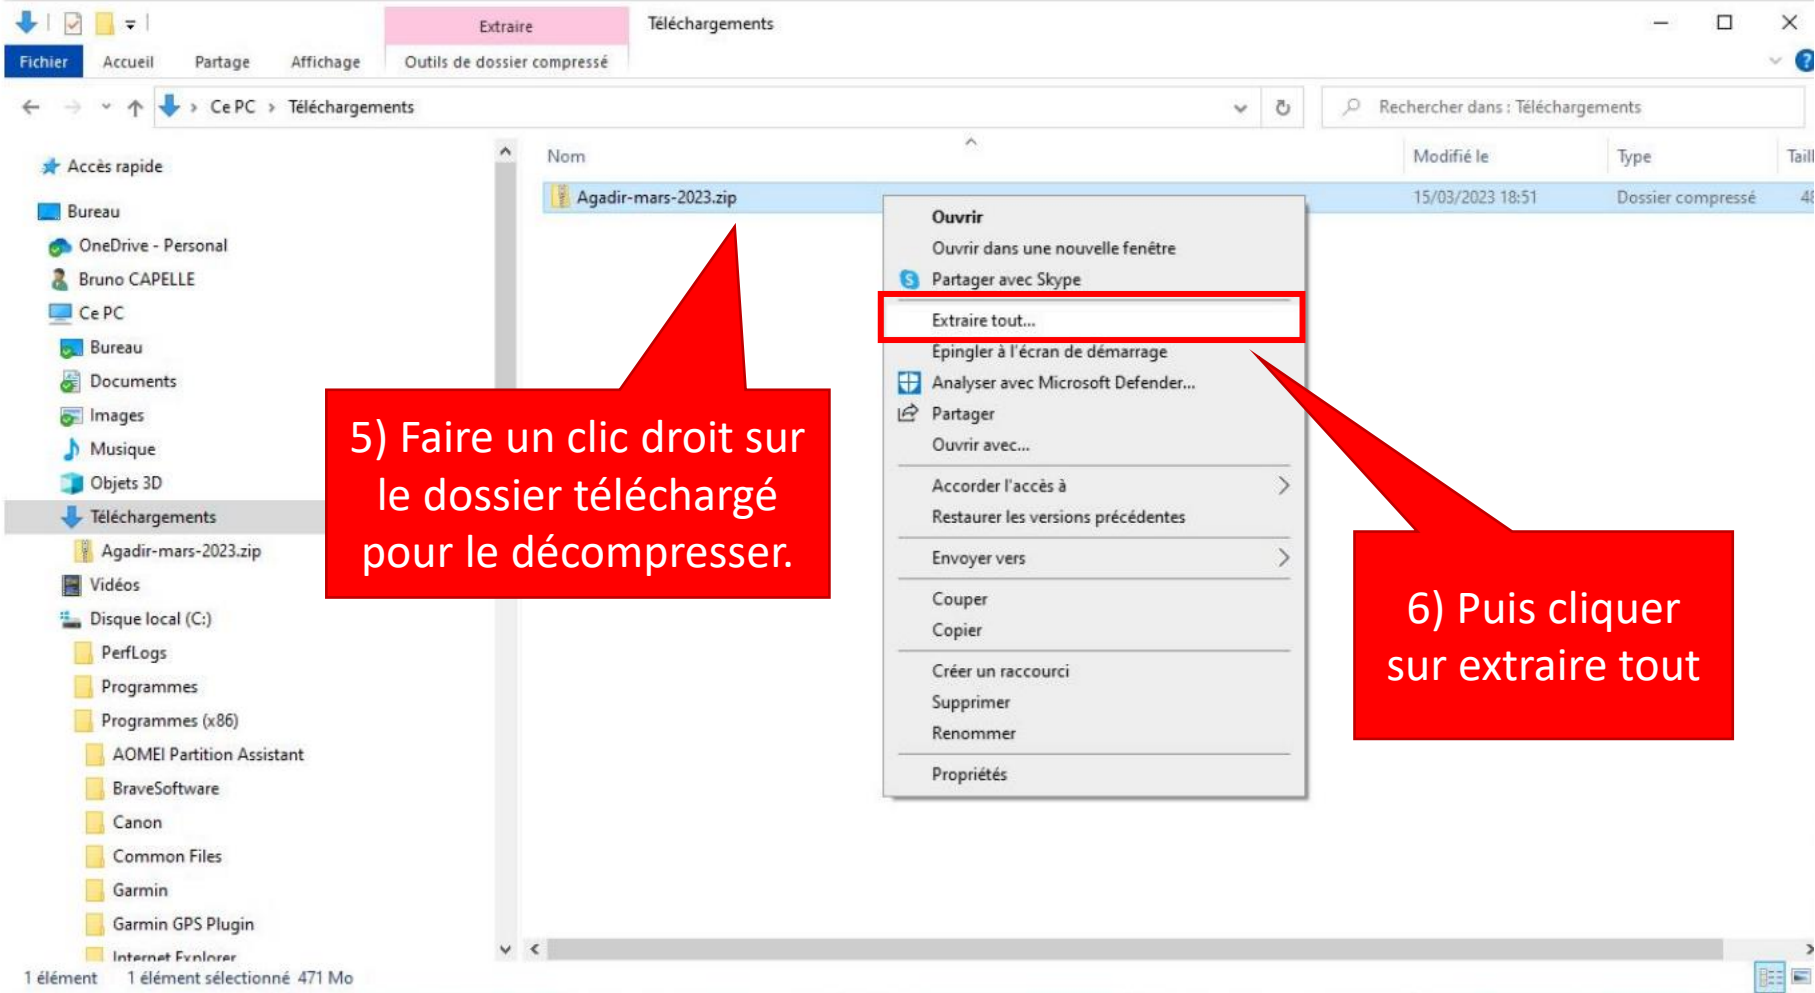 Extraire
Téléchargements
Fichier
Accueil
Partage
Affichage
Outils de dossier compressé
Ce PC
Téléchargements
Rechercher dans : Téléchargements
Nom
Modifié le
Type
Taill
Agadir-mars-2023.zip
15/03/2023 18:51
Dossier compressé
48
Accès rapide
Bureau
OneDrive - Personal
Bruno CAPELLE
Ce PC
Bureau
Documents
Images
Musique
Objets 3D
Téléchargements
Agadir-mars-2023.zip
Vidéos
Disque local (C:)
PerfLogs
Programmes
Programmes (x86)
AOMEI Partition Assistant
BraveSoftware
Canon
Common Files
Garmin
Garmin GPS Plugin
Internet Explorer
5) Faire un clic droit sur
le dossier téléchargé
pour le décompresser.
Ouvrir
Ouvrir dans une nouvelle fenêtre
Partager avec Skype
Extraire tout...
Epingler à l'écran de démarrage
Analyser avec Microsoft Defender...
Partager
Ouvrir avec...
Accorder l'accès à
Restaurer les versions précédentes
Envoyer vers
Couper
Copier
Créer un raccourci
Supprimer
Renommer
Propriétés
6) Puis cliquer
sur extraire tout
1 élément
1 élément sélectionné 471 Mo